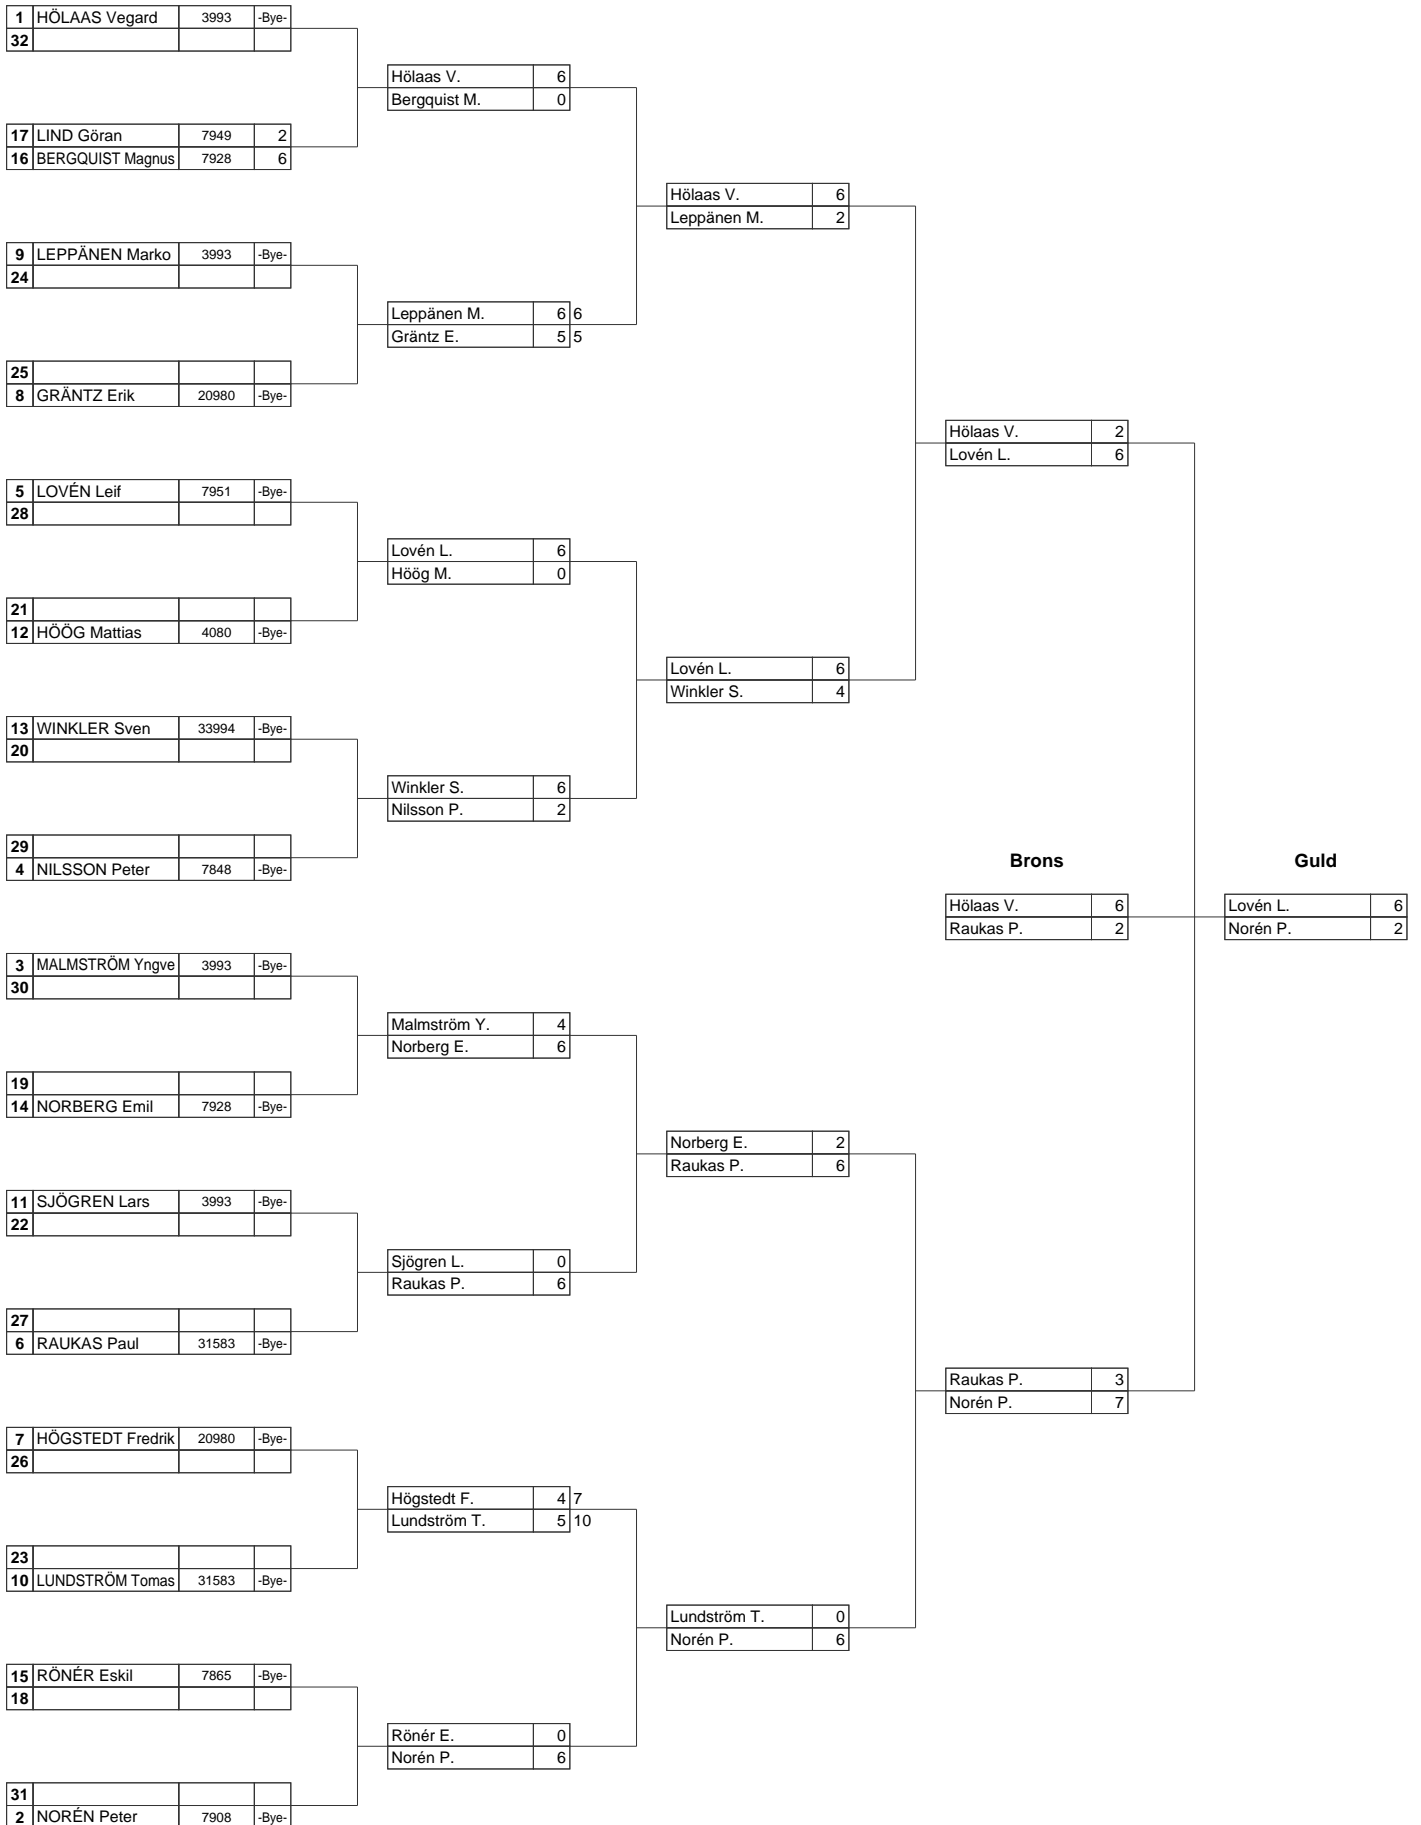 1 HÖLAAS Vegard 3993 -Bye-
32
Hölaas V. 6
Bergquist M. 0
17 LIND Göran 7949 2
16 BERGQUIST Magnus 7928 6
Hölaas V. 6
Leppänen M. 2
9 LEPPÄNEN Marko 3993 -Bye-
24
Leppänen M. 6 6
Gräntz E. 5 5
25
8 GRÄNTZ Erik 20980 -Bye-
Hölaas V. 2
Lovén L. 6
5 LOVÉN Leif 7951 -Bye-
28
Lovén L. 6
Höög M. 0
21
12 HÖÖG Mattias 4080 -Bye-
Lovén L. 6
Winkler S. 4
13 WINKLER Sven 33994 -Bye-
20
Winkler S. 6
Nilsson P. 2
29
4 NILSSON Peter 7848 -Bye-
Brons Guld
Hölaas V. 6 Lovén L. 6
Raukas P. 2 Norén P. 2
3 MALMSTRÖM Yngve 3993 -Bye-
30
Malmström Y. 4
Norberg E. 6
19
14 NORBERG Emil 7928 -Bye-
Norberg E. 2
Raukas P. 6
11 SJÖGREN Lars 3993 -Bye-
22
Sjögren L. 0
Raukas P. 6
27
6 RAUKAS Paul 31583 -Bye-
Raukas P. 3
Norén P. 7
7 HÖGSTEDT Fredrik 20980 -Bye-
26
Högstedt F. 4 7
Lundström T. 5 10
23
10 LUNDSTRÖM Tomas 31583 -Bye-
Lundström T. 0
Norén P. 6
15 RÖNÉR Eskil 7865 -Bye-
18
Rönér E. 0
Norén P. 6
31
2 NORÉN Peter 7908 -Bye-